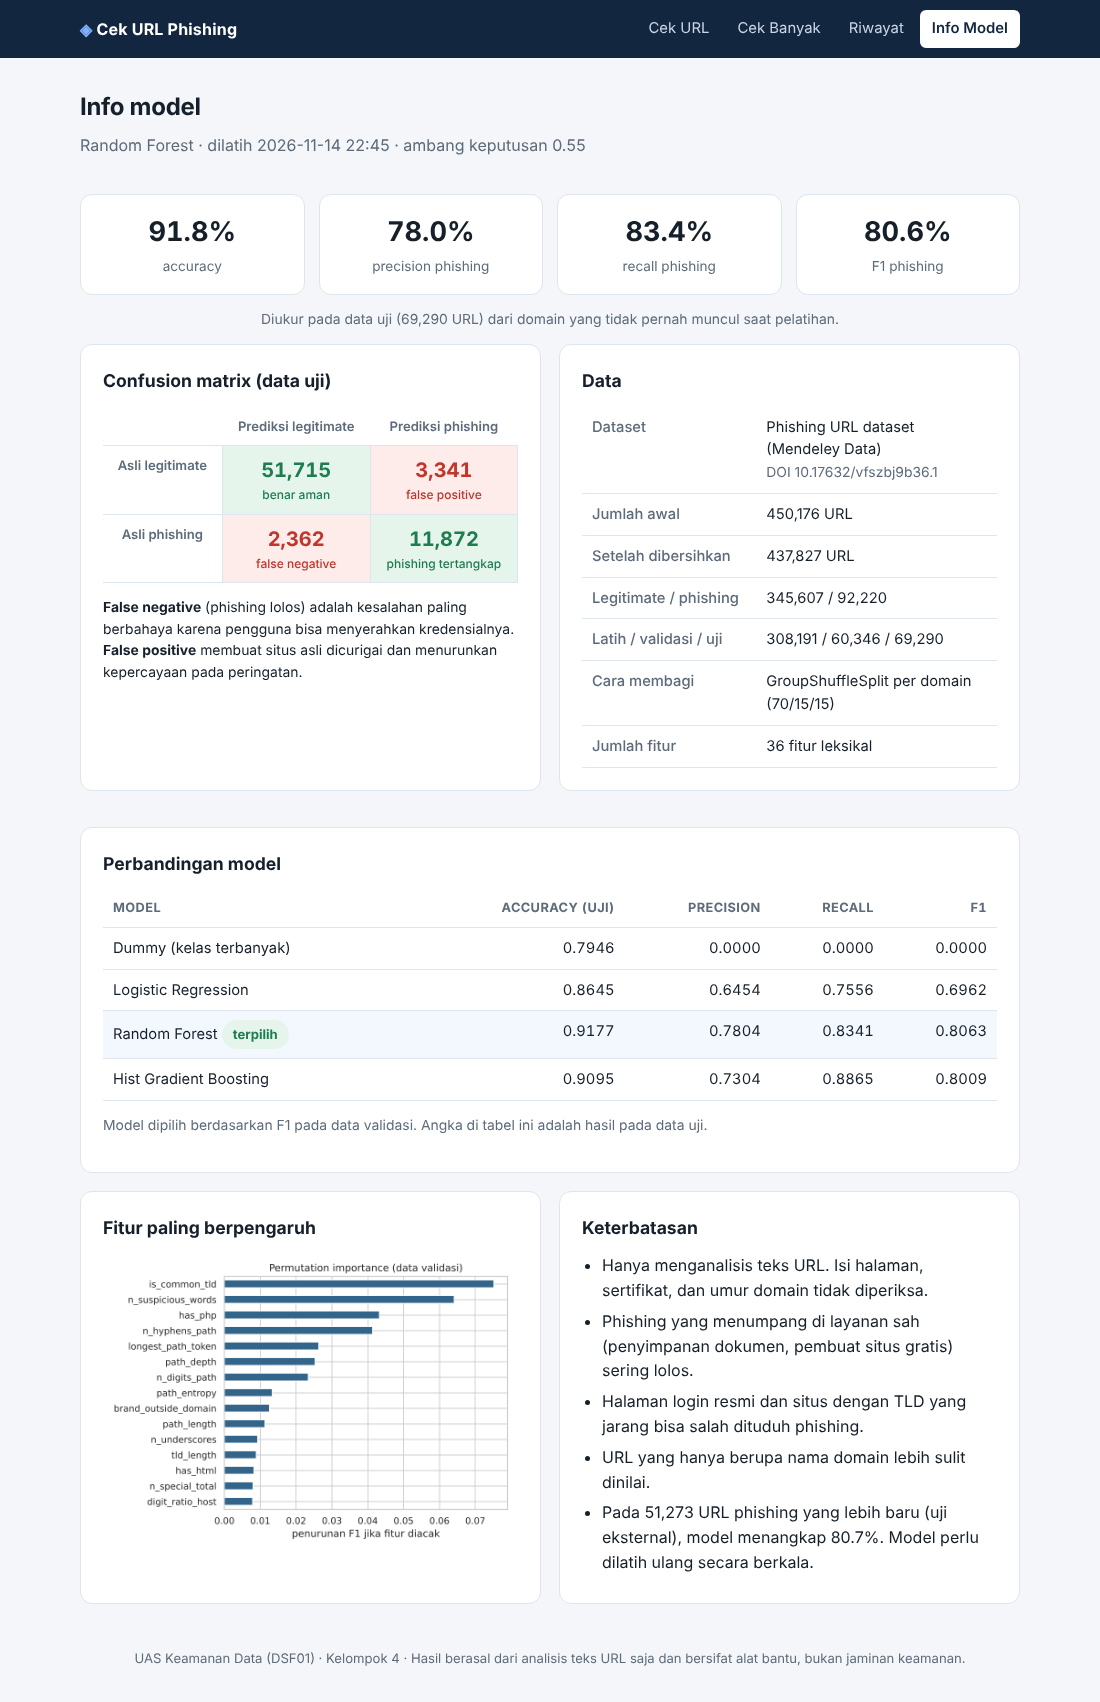 Cek URL Phishing
Cek URL
Cek Banyak
Riwayat
Info Model
Info model
Random Forest · dilatih 2026-11-14 22:45 · ambang keputusan 0.55
91.8%
accuracy
78.0%
precision phishing
83.4%
recall phishing
80.6%
F1 phishing
Diukur pada data uji (69,290 URL) dari domain yang tidak pernah muncul saat pelatihan.
Confusion matrix (data uji)
Prediksi legitimate Prediksi phishing
Asli legitimate 51,715 3,341
benar aman false positive
Asli phishing 2,362 11,872
false negative phishing tertangkap
False negative (phishing lolos) adalah kesalahan paling
berbahaya karena pengguna bisa menyerahkan kredensialnya.
False positive membuat situs asli dicurigai dan menurunkan
kepercayaan pada peringatan.
Data
Dataset Phishing URL dataset
(Mendeley Data)
DOI 10.17632/vfszbj9b36.1
Jumlah awal 450,176 URL
Setelah dibersihkan 437,827 URL
Legitimate / phishing 345,607 / 92,220
Latih / validasi / uji 308,191 / 60,346 / 69,290
Cara membagi GroupShuffleSplit per domain
(70/15/15)
Jumlah fitur 36 fitur leksikal
Perbandingan model
MODEL ACCURACY (UJI) PRECISION RECALL F1
Dummy (kelas terbanyak) 0.7946 0.0000 0.0000 0.0000
Logistic Regression 0.8645 0.6454 0.7556 0.6962
Random Forest terpilih 0.9177 0.7804 0.8341 0.8063
Hist Gradient Boosting 0.9095 0.7304 0.8865 0.8009
Model dipilih berdasarkan F1 pada data validasi. Angka di tabel ini adalah hasil pada data uji.
Fitur paling berpengaruh
Permutation importance (data validasi)
is_common_tld
n_suspicious_words
has_php
n_hyphens_path
longest_path_token
path_depth
n_digits_path
path_entropy
brand_outside_domain
path_length
n_underscores
tld_length
has_html
n_special_total
digit_ratio_host
0.00 0.01 0.02 0.03 0.04 0.05 0.06 0.07
penurunan F1 jika fitur diacak
Keterbatasan
• Hanya menganalisis teks URL. Isi halaman,
sertifikat, dan umur domain tidak diperiksa.
• Phishing yang menumpang di layanan sah
(penyimpanan dokumen, pembuat situs gratis)
sering lolos.
• Halaman login resmi dan situs dengan TLD yang
jarang bisa salah dituduh phishing.
• URL yang hanya berupa nama domain lebih sulit
dinilai.
• Pada 51,273 URL phishing yang lebih baru (uji
eksternal), model menangkap 80.7%. Model perlu
dilatih ulang secara berkala.
UAS Keamanan Data (DSF01) · Kelompok 4 · Hasil berasal dari analisis teks URL saja dan bersifat alat bantu, bukan jaminan keamanan.